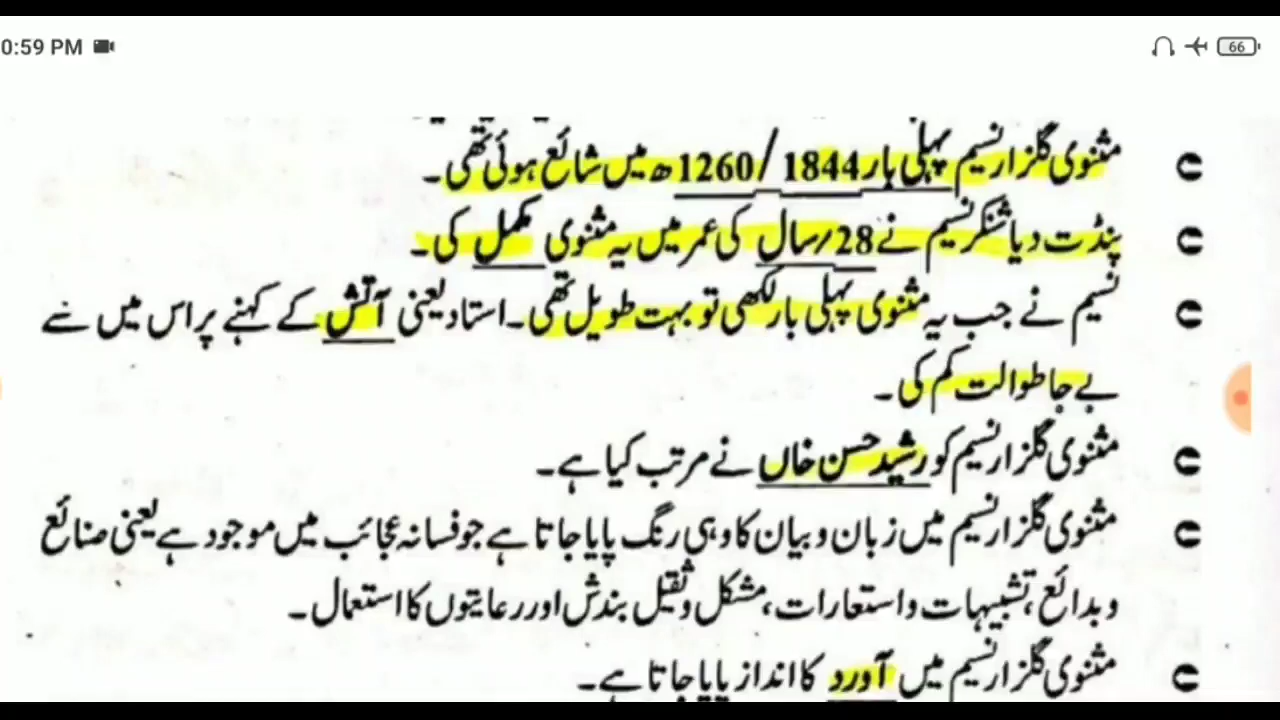 0:59 PM
66
مثنوی گلزار نسیم پہلی بار 1844 /1260ھ میں شائع ہوئی تھی۔
پنڈت دیا شنکر نسیم نے 28؍سال کی عمر میں یہ مثنوی مکمل کی۔
نسیم نے جب یہ مثنوی پہلی بار لکھی تو بہت طویل تھی۔ استاد یعنی آتش کے کہنے پر اس میں سے
بے جا طوالت کم کی۔
مثنوی گلزار نسیم کو رشید حسن خاں نے مرتب کیا ہے۔
مثنوی گلزار نسیم میں زبان و بیان کا وہی رنگ پایا جاتا ہے جو فسانہ عجائب میں موجود ہے یعنی صنائع
و بدائع، تشبیہات و استعارات، مشکل و ثقیل بندش اور رعایتوں کا استعمال۔
مثنوی گلزار نسیم میں آورد کا انداز پایا جاتا ہے۔